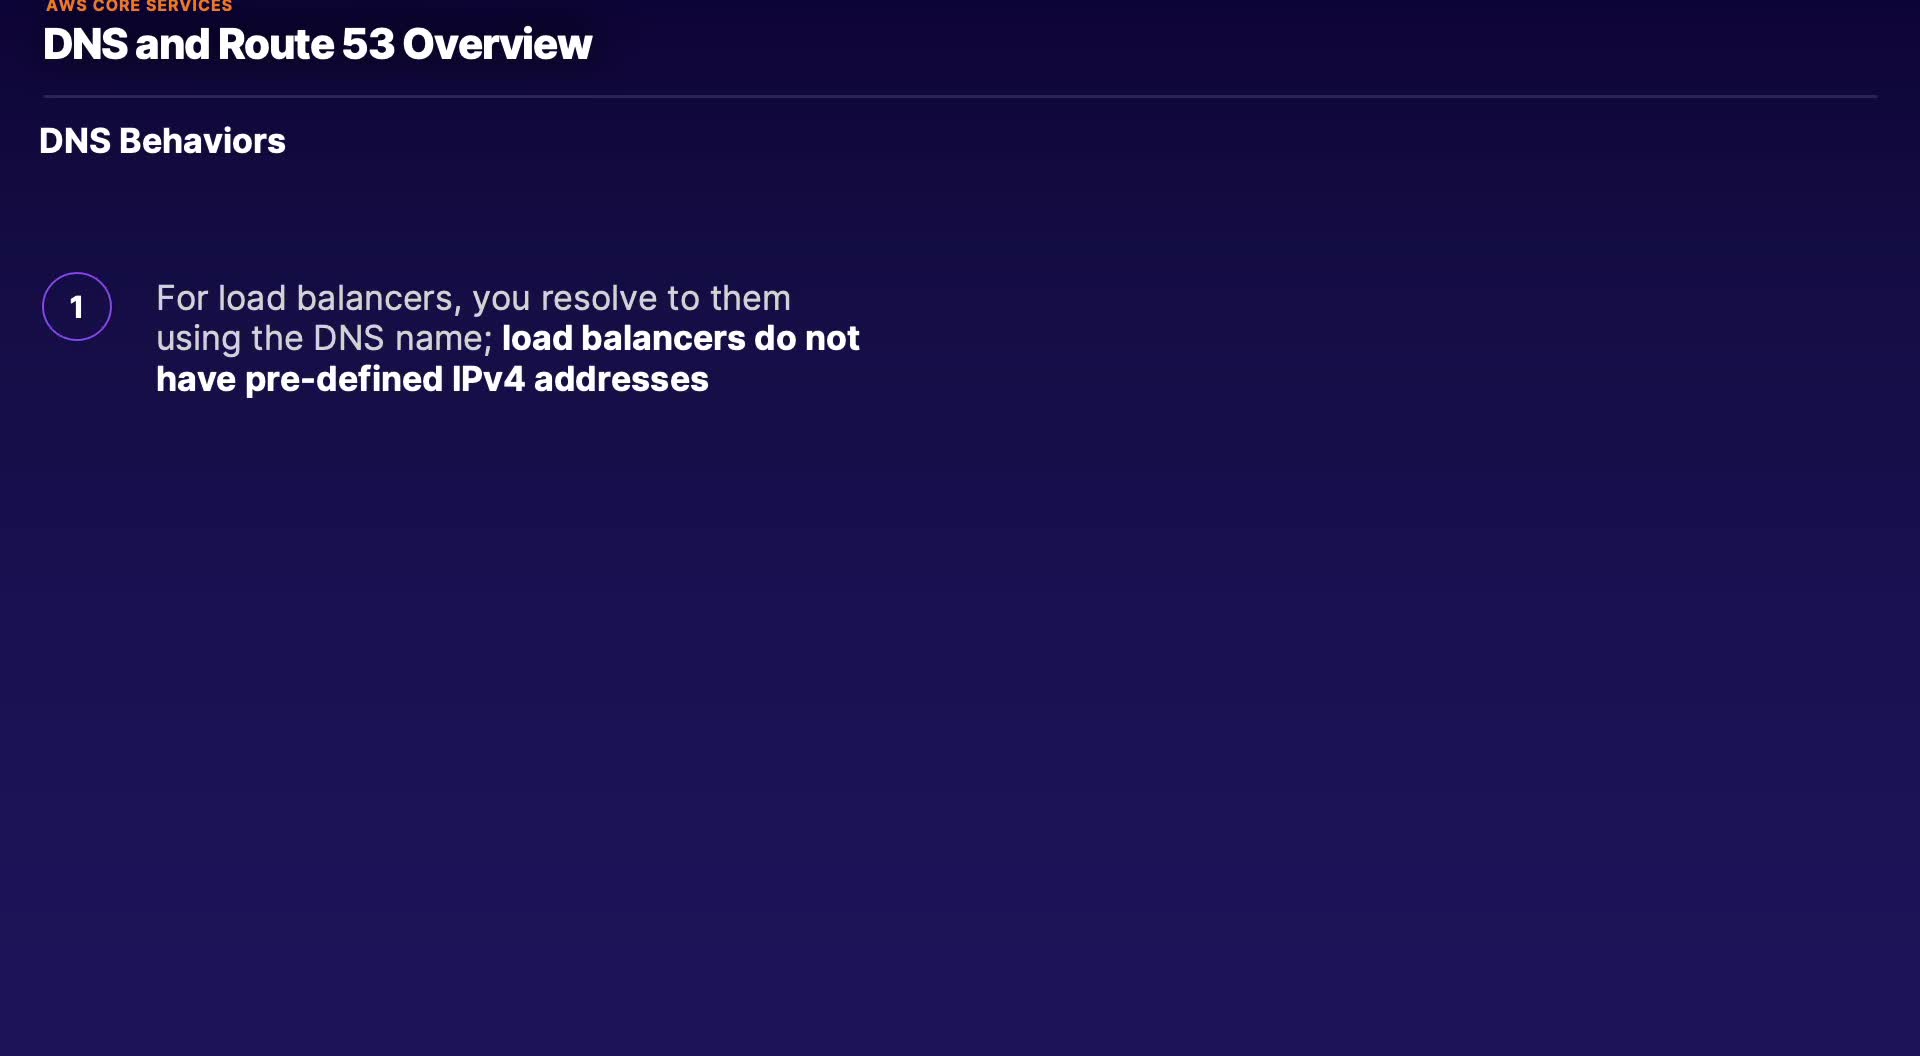 AWS CORE SERVICES
DNS and Route 53 Overview
DNS Behaviors
1
For load balancers, you resolve to them
using the DNS name; load balancers do not
have pre-defined IPv4 addresses